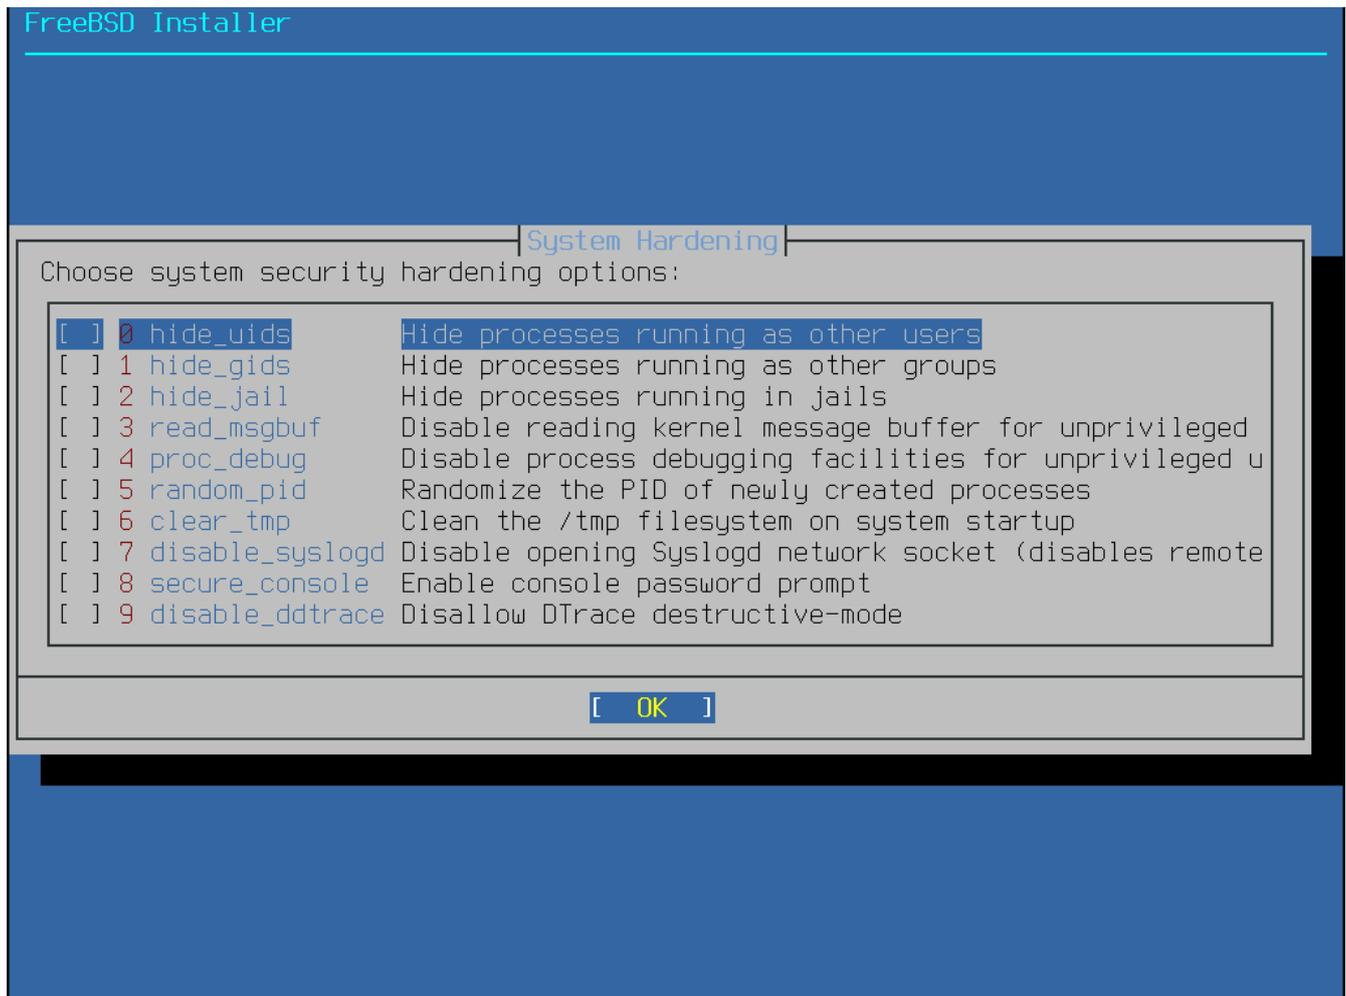 FreeBSD Installer
System Hardening
Choose system security hardening options:
[ ] 0 hide_uids Hide processes running as other users
[ ] 1 hide_gids Hide processes running as other groups
[ ] 2 hide_jail Hide processes running in jails
[ ] 3 read_msgbuf Disable reading kernel message buffer for unprivileged
[ ] 4 proc_debug Disable process debugging facilities for unprivileged u
[ ] 5 random_pid Randomize the PID of newly created processes
[ ] 6 clear_tmp Clean the /tmp filesystem on system startup
[ ] 7 disable_syslogd Disable opening Syslogd network socket (disables remote
[ ] 8 secure_console Enable console password prompt
[ ] 9 disable_ddtrace Disallow DTrace destructive-mode
[ OK ]